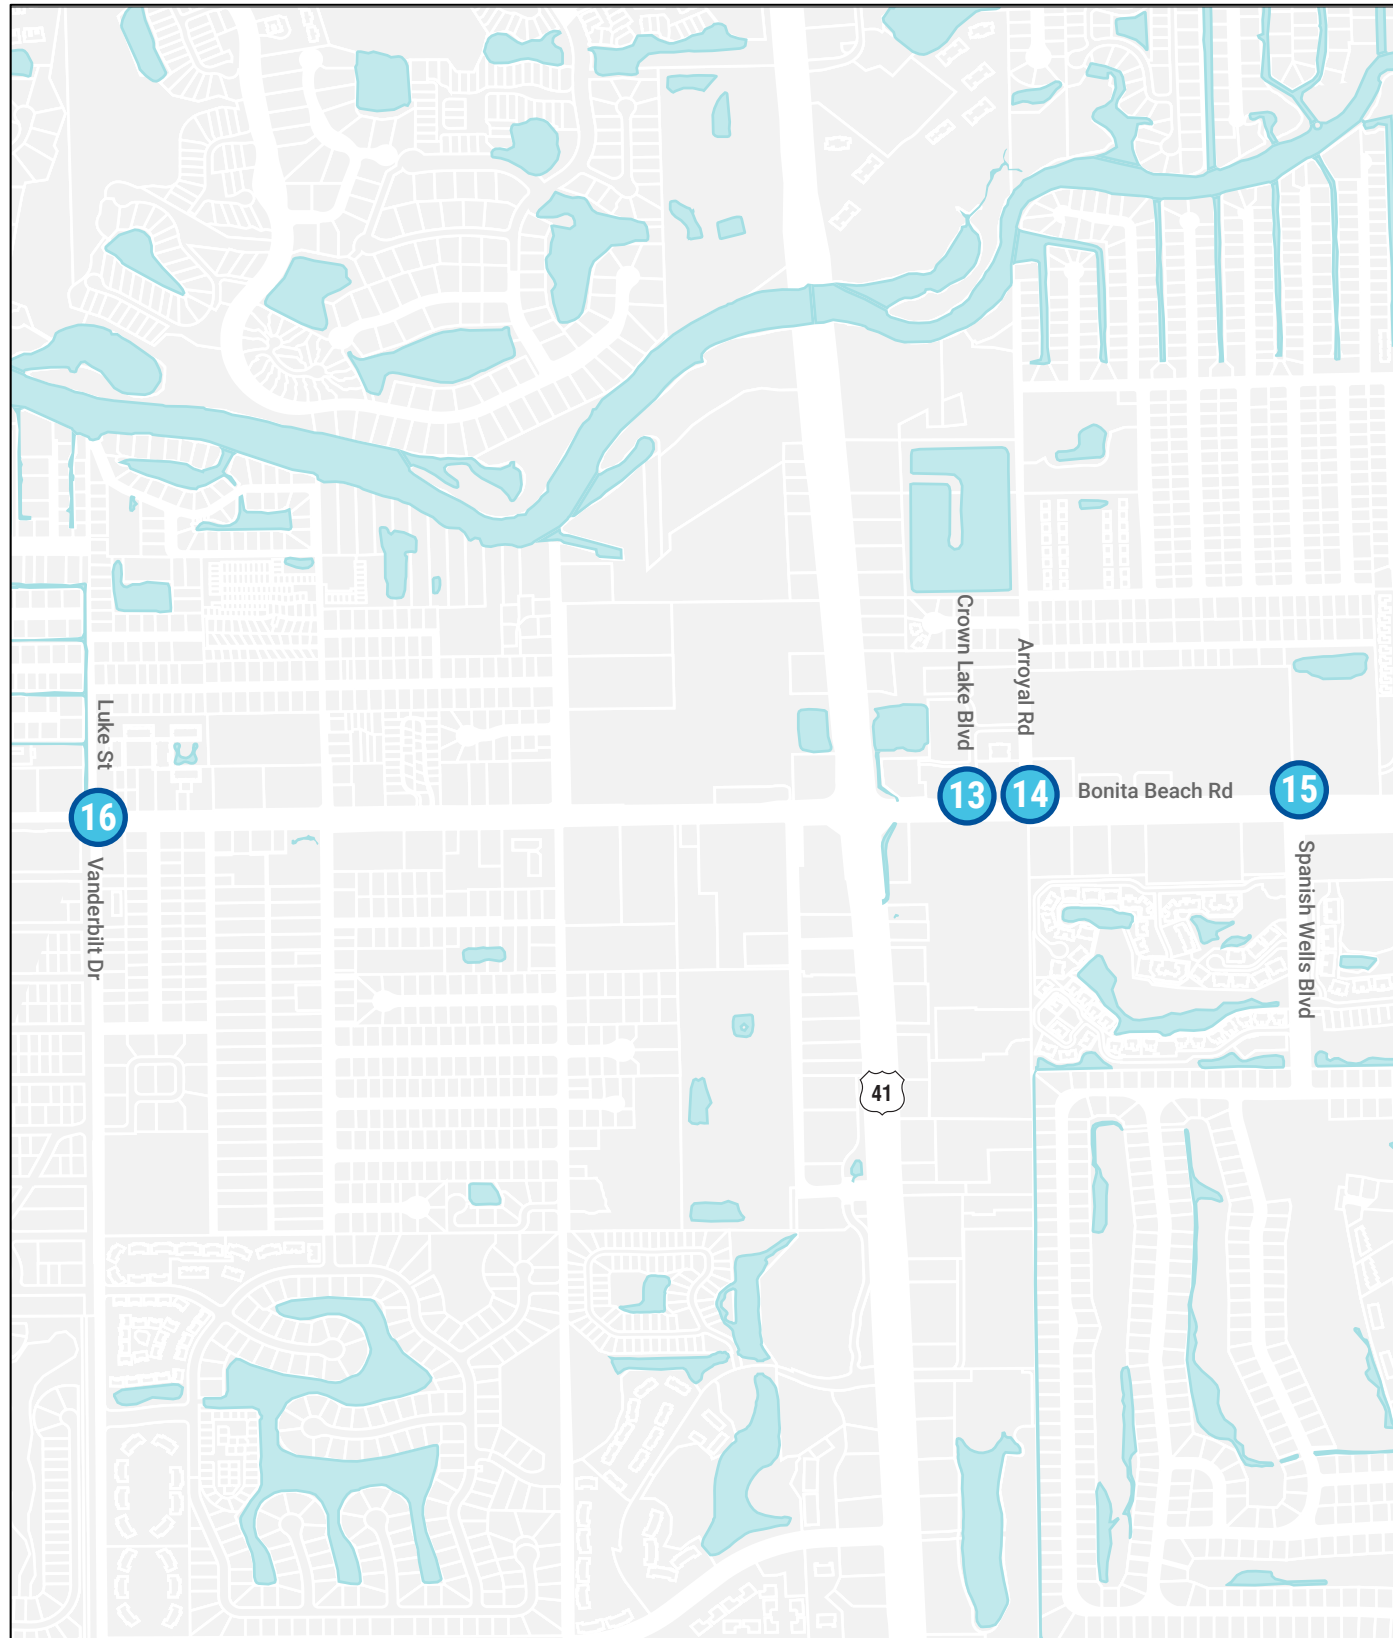 Crown Lake Blvd
Arroyal Rd
Luke St
13
14
Bonita Beach Rd
15
16
Vanderbilt Dr
Spanish Wells Blvd
41